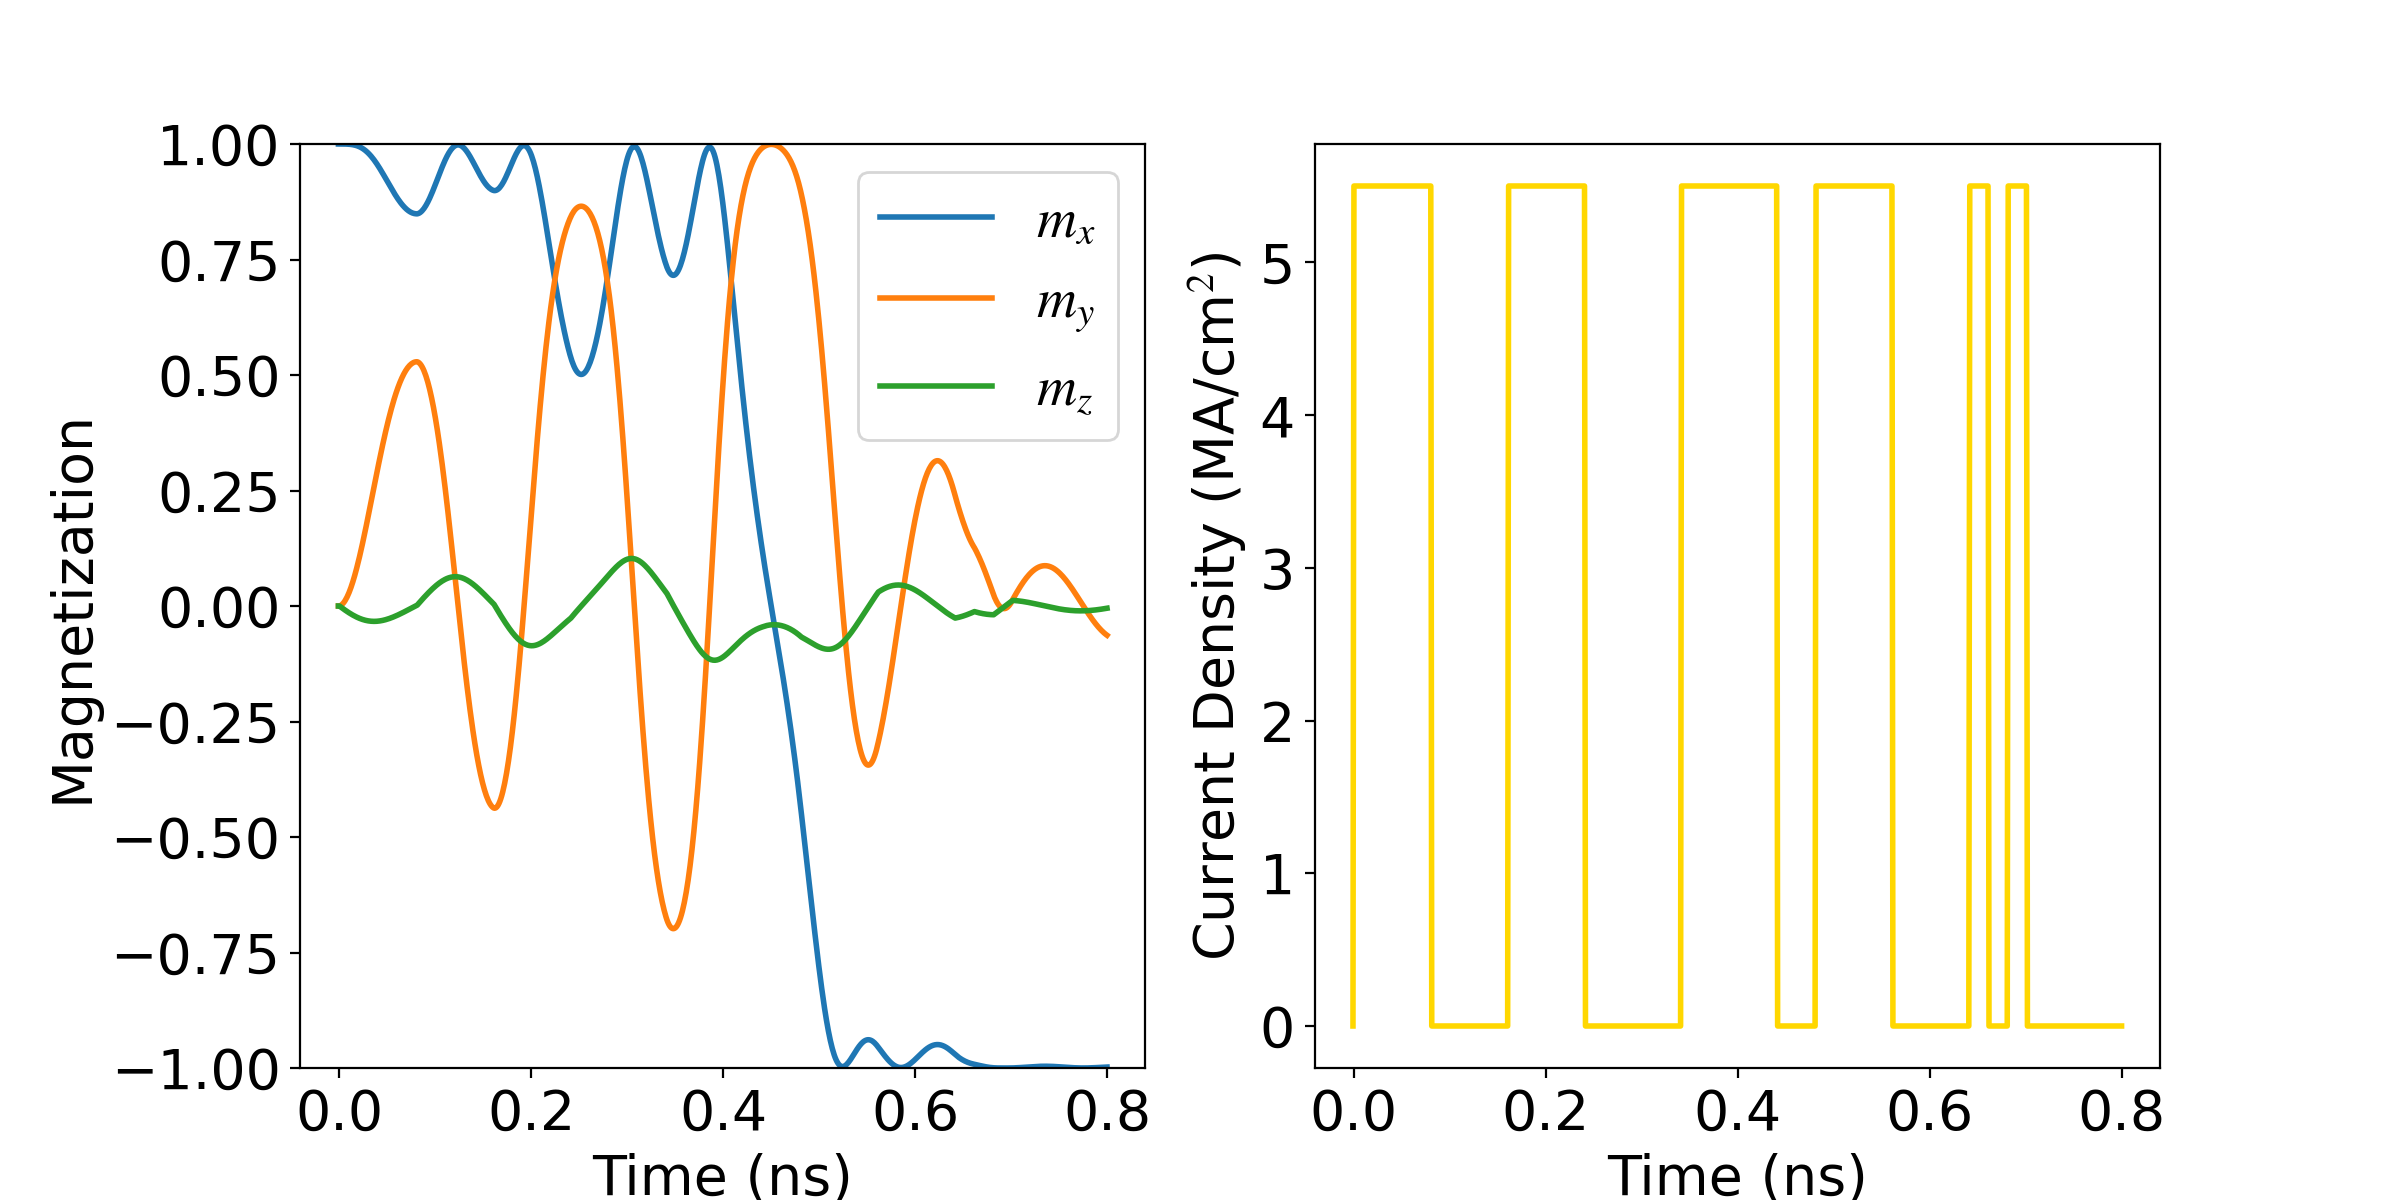 Magnetization
1.00
0.75
0.50
0.25
0.00
−0.25
−0.50
−0.75
−1.00
0.0 0.2 0.4 0.6 0.8
Time (ns)
m_x
m_y
m_z
Current Density (MA/cm²)
5
4
3
2
1
0
0.0 0.2 0.4 0.6 0.8
Time (ns)